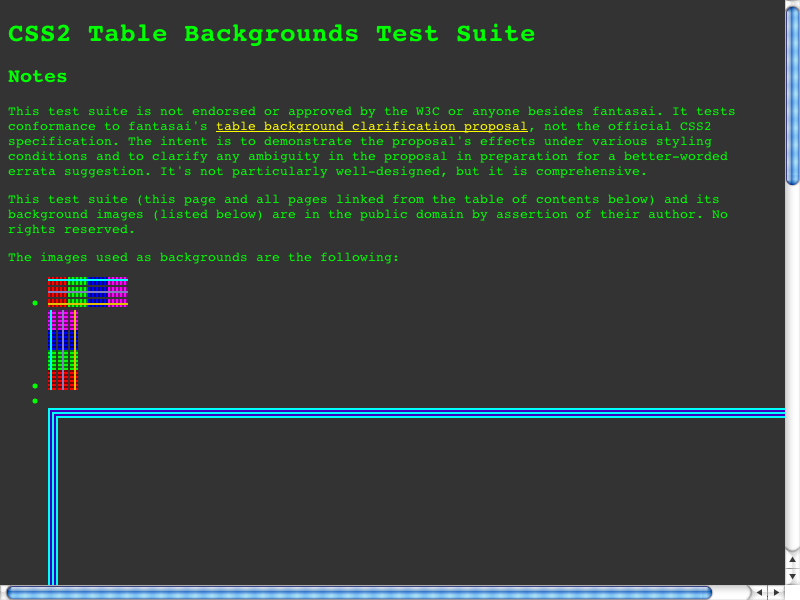 CSS2 Table Backgrounds Test Suite
Notes
This test suite is not endorsed or approved by the W3C or anyone besides fantasai. It tests
conformance to fantasai's table background clarification proposal, not the official CSS2
specification. The intent is to demonstrate the proposal's effects under various styling
conditions and to clarify any ambiguity in the proposal in preparation for a better-worded
errata suggestion. It's not particularly well-designed, but it is comprehensive.
This test suite (this page and all pages linked from the table of contents below) and its
background images (listed below) are in the public domain by assertion of their author. No
rights reserved.
The images used as backgrounds are the following: